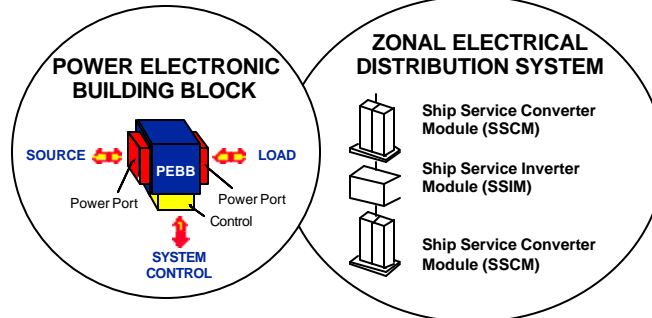 POWER ELECTRONIC
BUILDING BLOCK
SOURCE
PEBB
LOAD
Power Port
Power Port
Control
SYSTEM
CONTROL
ZONAL ELECTRICAL
DISTRIBUTION SYSTEM
Ship Service Converter
Module (SSCM)
Ship Service Inverter
Module (SSIM)
Ship Service Converter
Module (SSCM)